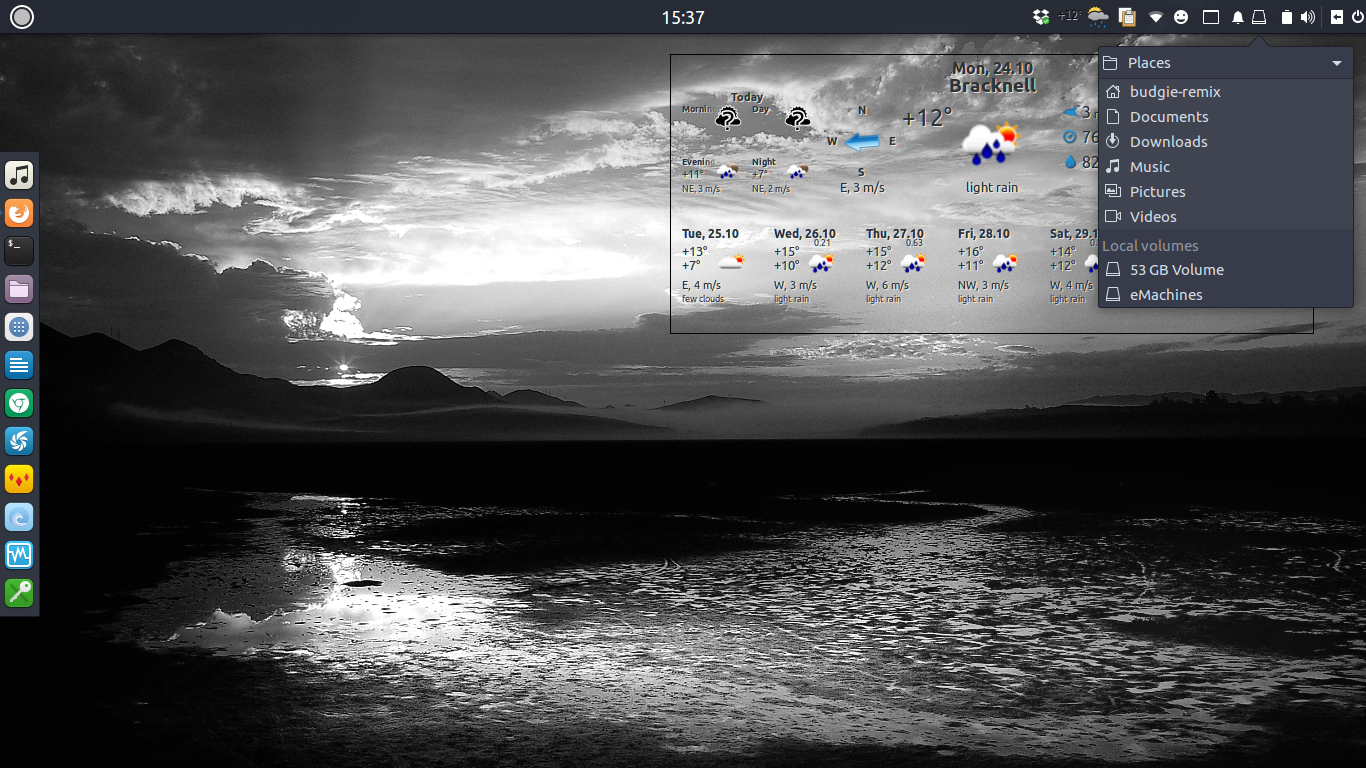 15:37
+12°
Places
budgie-remix
Documents
Downloads
Music
Pictures
Videos
Local volumes
53 GB Volume
eMachines
Mon, 24.10
Bracknell
Today
Mornin
Day
N
W
E
S
E, 3 m/s
+12°
light rain
3
76
82
Evenin
+11°
NE, 3 m/s
Night
+7°
NE, 2 m/s
Tue, 25.10
+13°
+7°
E, 4 m/s
few clouds
Wed, 26.10
0.21
+15°
+10°
W, 3 m/s
light rain
Thu, 27.10
0.63
+15°
+12°
W, 6 m/s
light rain
Fri, 28.10
+16°
+11°
NW, 3 m/s
light rain
Sat, 29.1
+14°
+12°
W, 4 m/s
light rain
$_